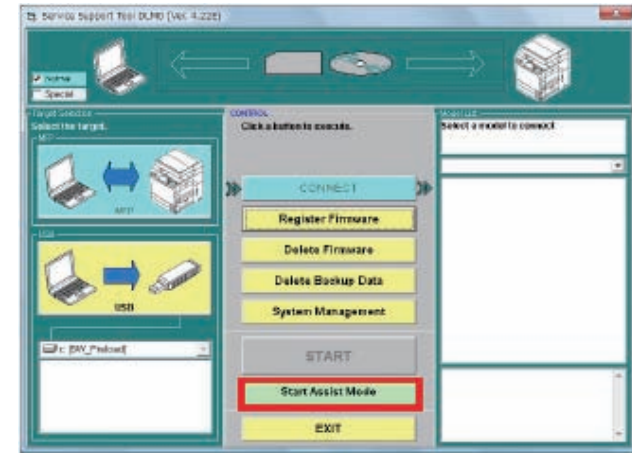 Service Support Tool DLM0 [Ver. 4.22E]
Normal
Special
Target Selection
Select the target.
MFP
MFP
USB
USB
CONTROL
Click a button to execute.
CONNECT
Register Firmware
Delete Firmware
Delete Backup Data
System Management
START
Start Assist Mode
EXIT
Model List
Select a model to connect